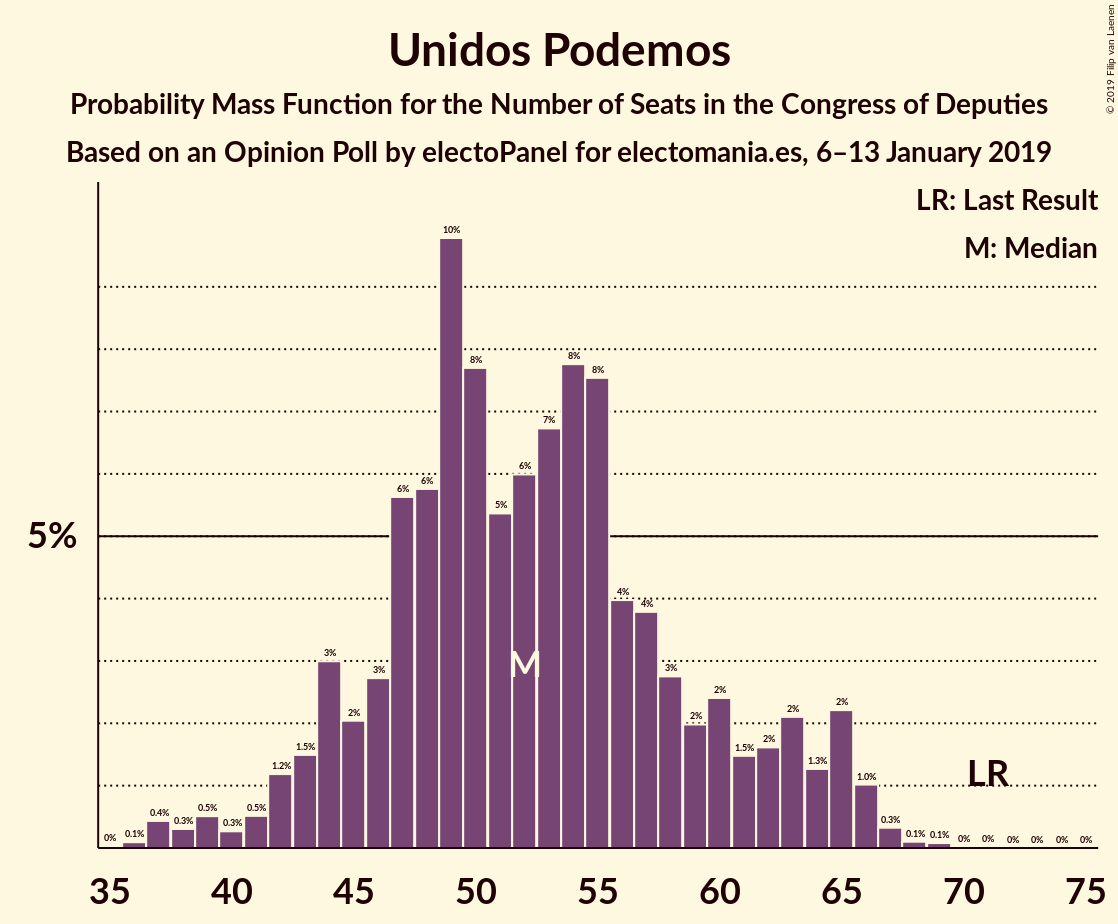 Unidos Podemos
Probability Mass Function for the Number of Seats in the Congress of Deputies
Based on an Opinion Poll by electoPanel for electomania.es, 6–13 January 2019
© 2019 Filip van Laenen
LR: Last Result
M: Median
5%
0% 0.1% 0.4% 0.3% 0.5% 0.3% 0.5% 1.2% 1.5% 3% 2% 3% 6% 6% 10% 8% 5% 6% 7% 8% 8% 4% 4% 3% 2% 2% 1.5% 2% 2% 1.3% 2% 1.0% 0.3% 0.1% 0.1% 0% 0% 0% 0% 0% 0%
M
LR
35 40 45 50 55 60 65 70 75